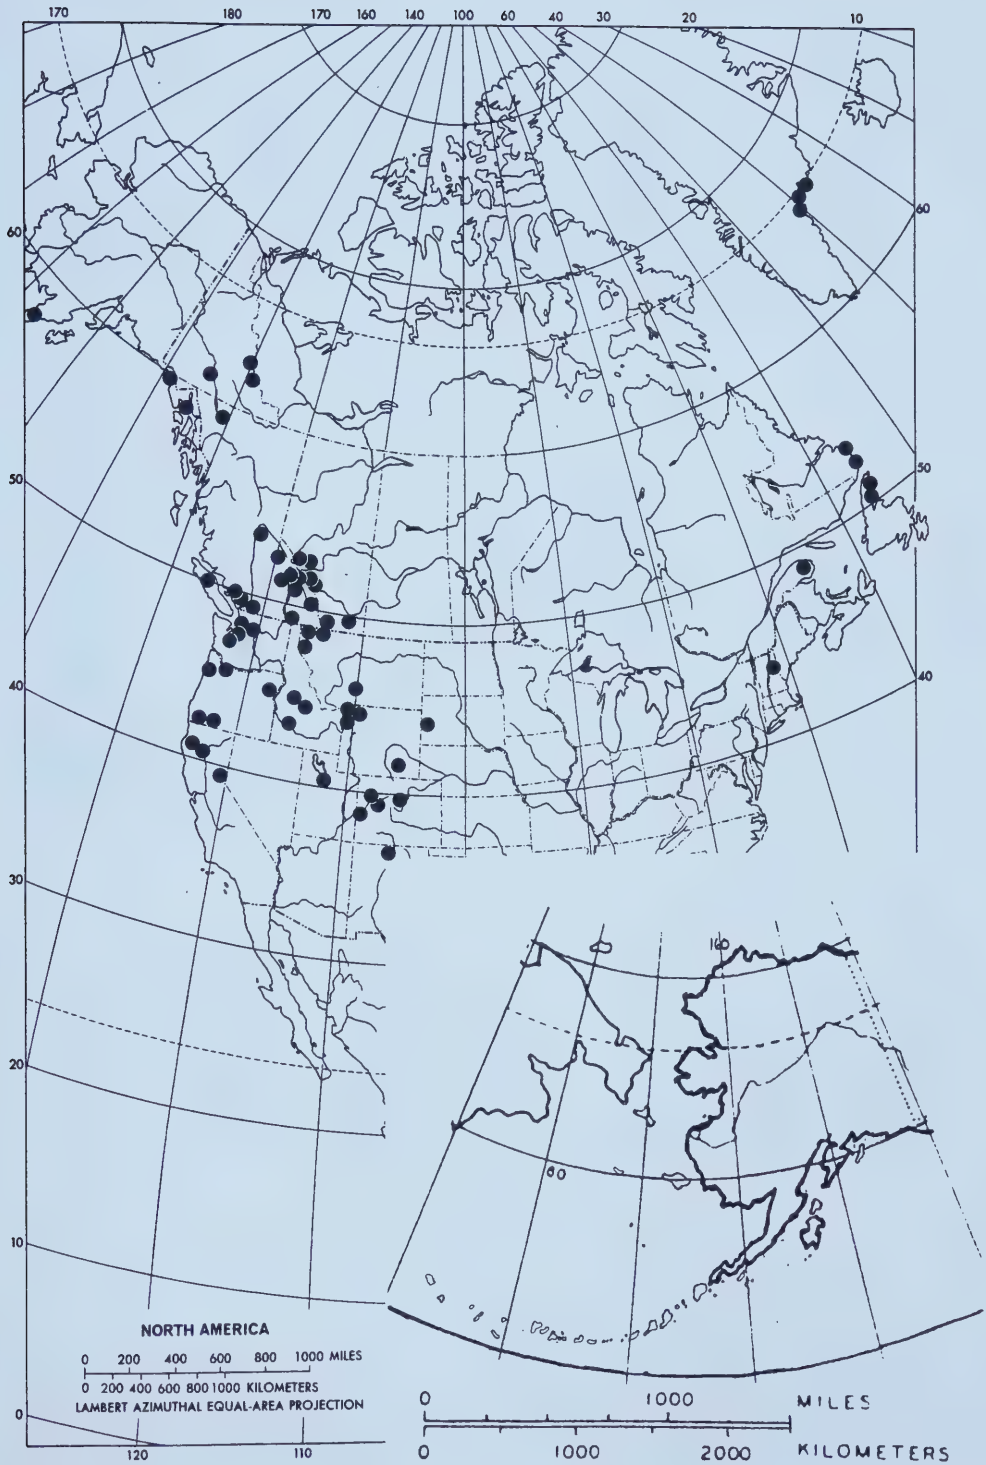 170 180 170 160 140 100 60 40 30 20 10
60 60
50 50
40 40
30
160
20
60
10
NORTH AMERICA
0 200 400 600 800 1000 MILES
0 200 400 600 800 1000 KILOMETERS
LAMBERT AZIMUTHAL EQUAL-AREA PROJECTION
0 1000 MILES
0 1000 2000 KILOMETERS
0
120 110